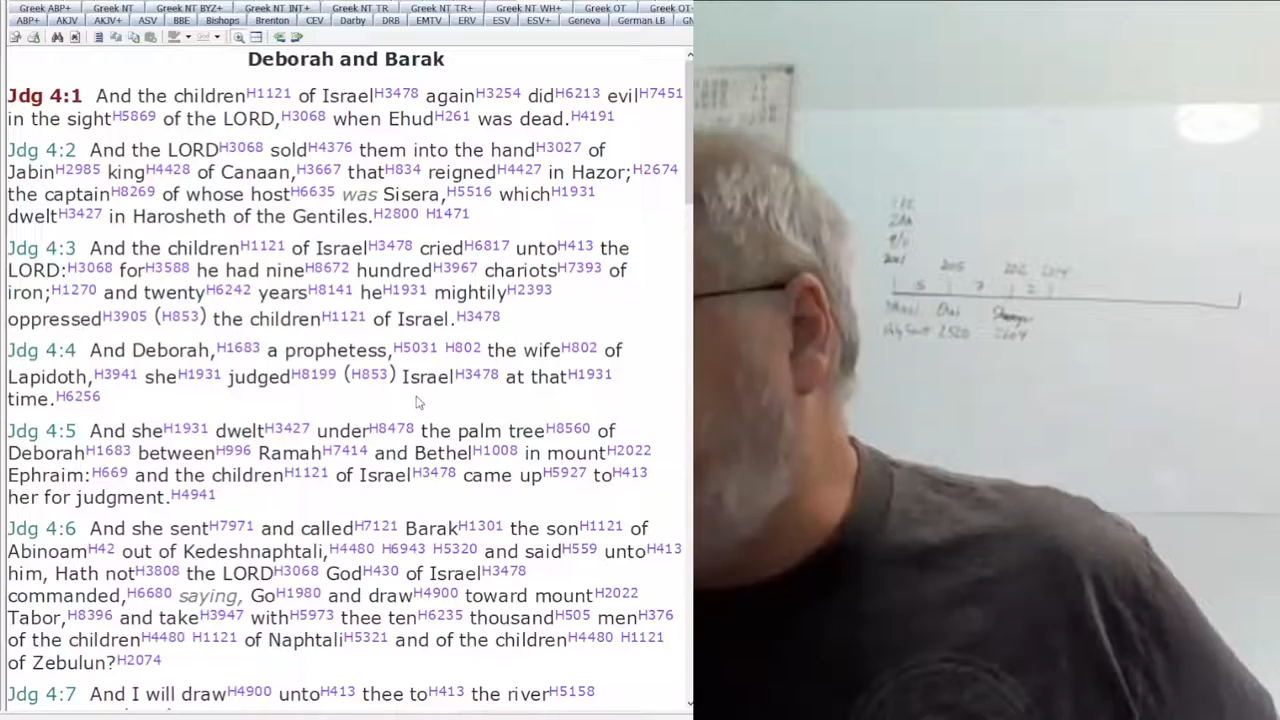 Greek ABP+ Greek NT Greek NT BYZ+ Greek NT INT+ Greek NT TR Greek NT TR+ Greek NT WH+ Greek OT Greek OT+
ABP+ AKJV AKJV+ ASV BBE Bishops Brenton CEV Darby DRB EMTV ERV ESV ESV+ Geneva German LB
Deborah and Barak
Jdg 4:1 And the childrenH1121 of IsraelH3478 againH3254 didH6213 evilH7451
in the sightH5869 of the LORD,H3068 when EhudH261 was dead.H4191
Jdg 4:2 And the LORDH3068 soldH4376 them into the handH3027 of
JabinH2985 kingH4428 of Canaan,H3667 thatH834 reignedH4427 in Hazor;H2674
the captainH8269 of whose hostH6635 was Sisera,H5516 whichH1931
dweltH3427 in Harosheth of the Gentiles.H2800 H1471
Jdg 4:3 And the childrenH1121 of IsraelH3478 criedH6817 untoH413 the
LORD:H3068 forH3588 he had nineH8672 hundredH3967 chariotsH7393 of
iron;H1270 and twentyH6242 yearsH8141 heH1931 mightilyH2393
oppressedH3905 (H853) the childrenH1121 of Israel.H3478
Jdg 4:4 And Deborah,H1683 a prophetess,H5031 H802 the wifeH802 of
Lapidoth,H3941 sheH1931 judgedH8199 (H853) IsraelH3478 at thatH1931
time.H6256
Jdg 4:5 And sheH1931 dweltH3427 underH8478 the palm treeH8560 of
DeborahH1683 betweenH996 RamahH7414 and BethelH1008 in mountH2022
Ephraim:H669 and the childrenH1121 of IsraelH3478 came upH5927 toH413
her for judgment.H4941
Jdg 4:6 And she sentH7971 and calledH7121 BarakH1301 the sonH1121 of
AbinoamH42 out of Kedeshnaphtali,H4480 H6943 H5320 and saidH559 untoH413
him, Hath notH3808 the LORDH3068 GodH430 of IsraelH3478
commanded,H6680 saying, GoH1980 and drawH4900 toward mountH2022
Tabor,H8396 and takeH3947 withH5973 thee tenH6235 thousandH505 menH376
of the childrenH4480 H1121 of NaphtaliH5321 and of the childrenH4480 H1121
of Zebulun?H2074
Jdg 4:7 And I will drawH4900 untoH413 thee toH413 the riverH5158
9/11
2001 2005 2012 2014
5 7 2
Ehud
2520